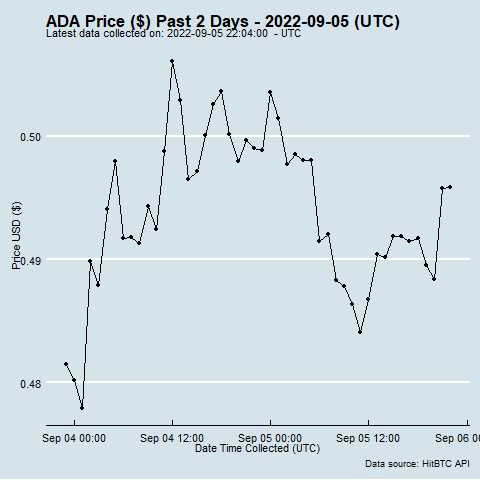 ADA Price ($) Past 2 Days - 2022-09-05 (UTC)
Latest data collected on: 2022-09-05 22:04:00 - UTC
Price USD ($)
0.50
0.49
0.48
Sep 04 00:00 Sep 04 12:00 Sep 05 00:00 Sep 05 12:00 Sep 06 0
Date Time Collected (UTC)
Data source: HitBTC API